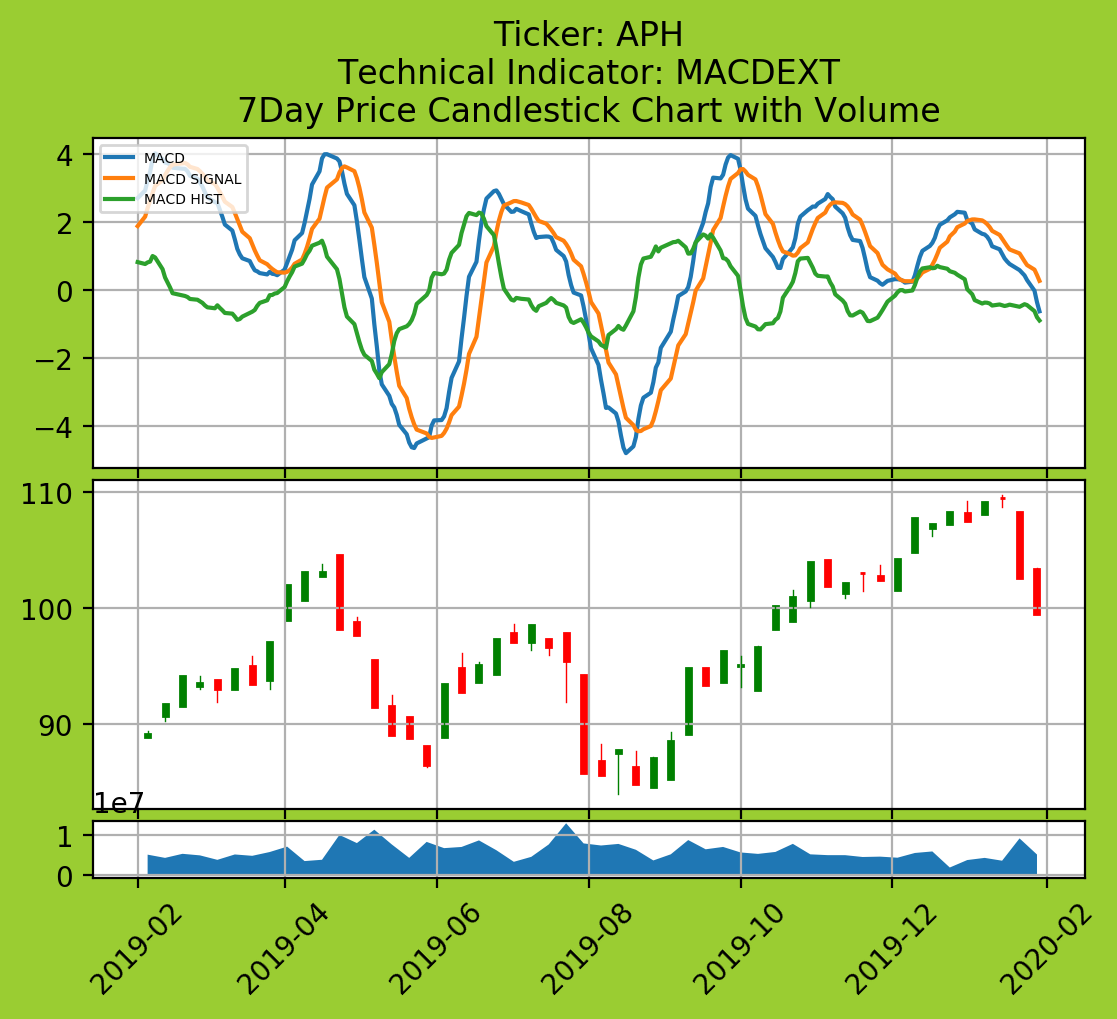 Ticker: APH
Technical Indicator: MACDEXT
7Day Price Candlestick Chart with Volume
4
2
0
−2
−4
MACD
MACD SIGNAL
MACD HIST
110
100
90
1e7
1
0
2019-02
2019-04
2019-06
2019-08
2019-10
2019-12
2020-02